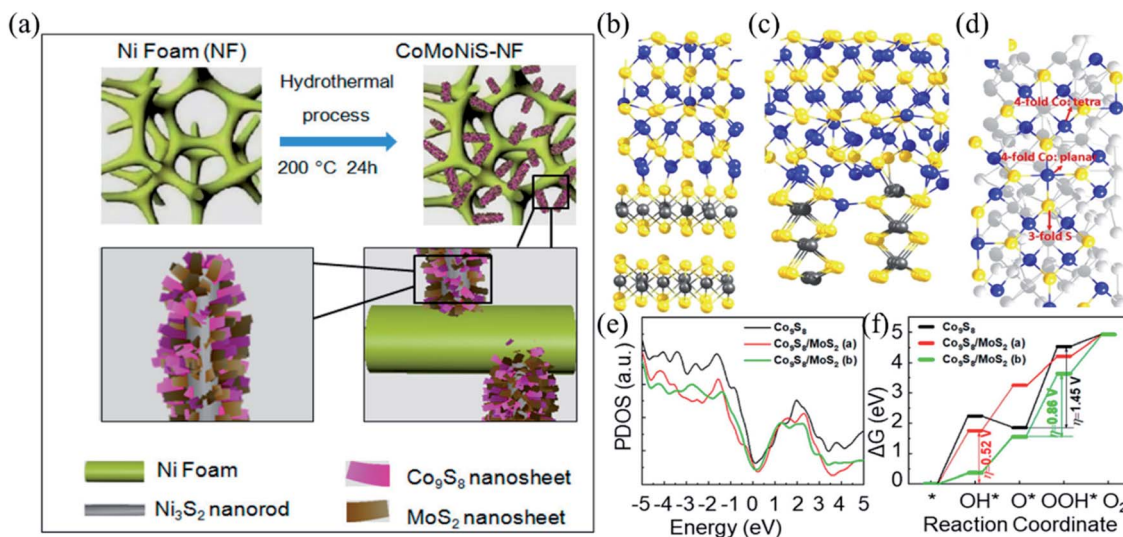 (a)
Ni Foam (NF)
Hydrothermal
process
200 °C 24h
CoMoNiS-NF
Ni Foam
Ni₃S₂ nanorod
Co₉S₈ nanosheet
MoS₂ nanosheet
(b)
(c)
(d)
4-fold Co: tetra
4-fold Co: planar
3-fold S
(e)
PDOS (a.u.)
Co₉S₈
Co₉S₈/MoS₂ (a)
Co₉S₈/MoS₂ (b)
-5 -4 -3 -2 -1 0 1 2 3 4 5
Energy (eV)
(f)
ΔG (eV)
5
4
3
2
1
0
Co₉S₈
Co₉S₈/MoS₂ (a)
Co₉S₈/MoS₂ (b)
η=0.52 V
η=0.86 V
η=1.45 V
* OH* O* OOH* O₂
Reaction Coordinate